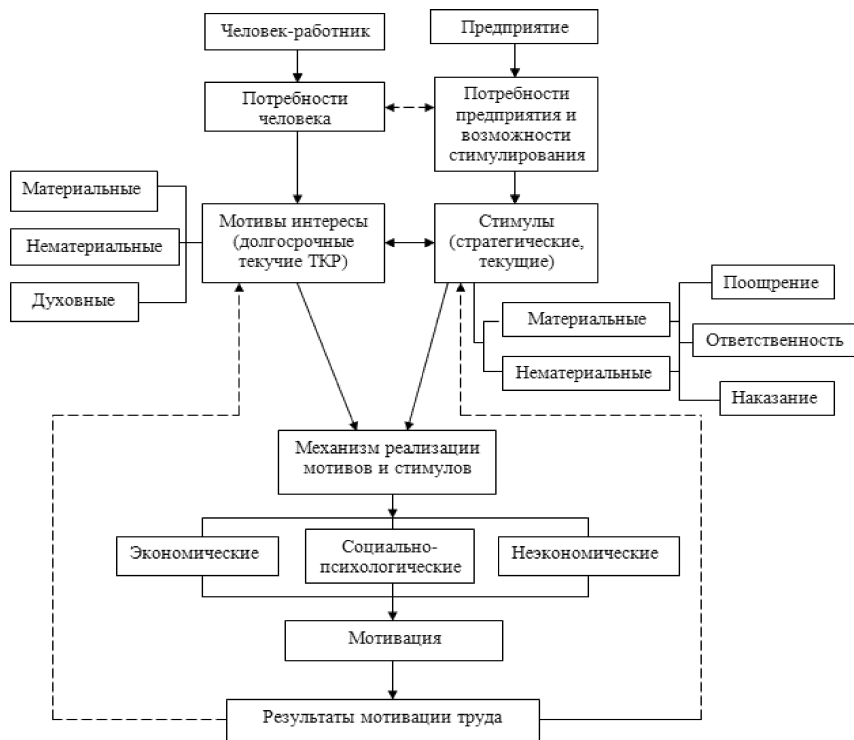 Человек-работник
Предприятие
Потребности
человека
Потребности
предприятия и
возможности
стимулирования
Материальные
Нематериальные
Духовные
Мотивы интересы
(долгосрочные
текучие ТКР)
Стимулы
(стратегические,
текущие)
Материальные
Нематериальные
Поощрение
Ответственность
Наказание
Механизм реализации
мотивов и стимулов
Экономические
Социально-
психологические
Неэкономические
Мотивация
Результаты мотивации труда